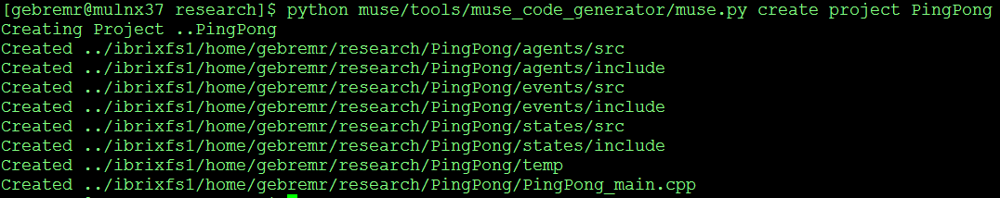 [gebremr@mulnx37 research]$ python muse/tools/muse_code_generator/muse.py create project PingPong
Creating Project ..PingPong
Created ../ibrixfs1/home/gebremr/research/PingPong/agents/src
Created ../ibrixfs1/home/gebremr/research/PingPong/agents/include
Created ../ibrixfs1/home/gebremr/research/PingPong/events/src
Created ../ibrixfs1/home/gebremr/research/PingPong/events/include
Created ../ibrixfs1/home/gebremr/research/PingPong/states/src
Created ../ibrixfs1/home/gebremr/research/PingPong/states/include
Created ../ibrixfs1/home/gebremr/research/PingPong/temp
Created ../ibrixfs1/home/gebremr/research/PingPong/PingPong_main.cpp